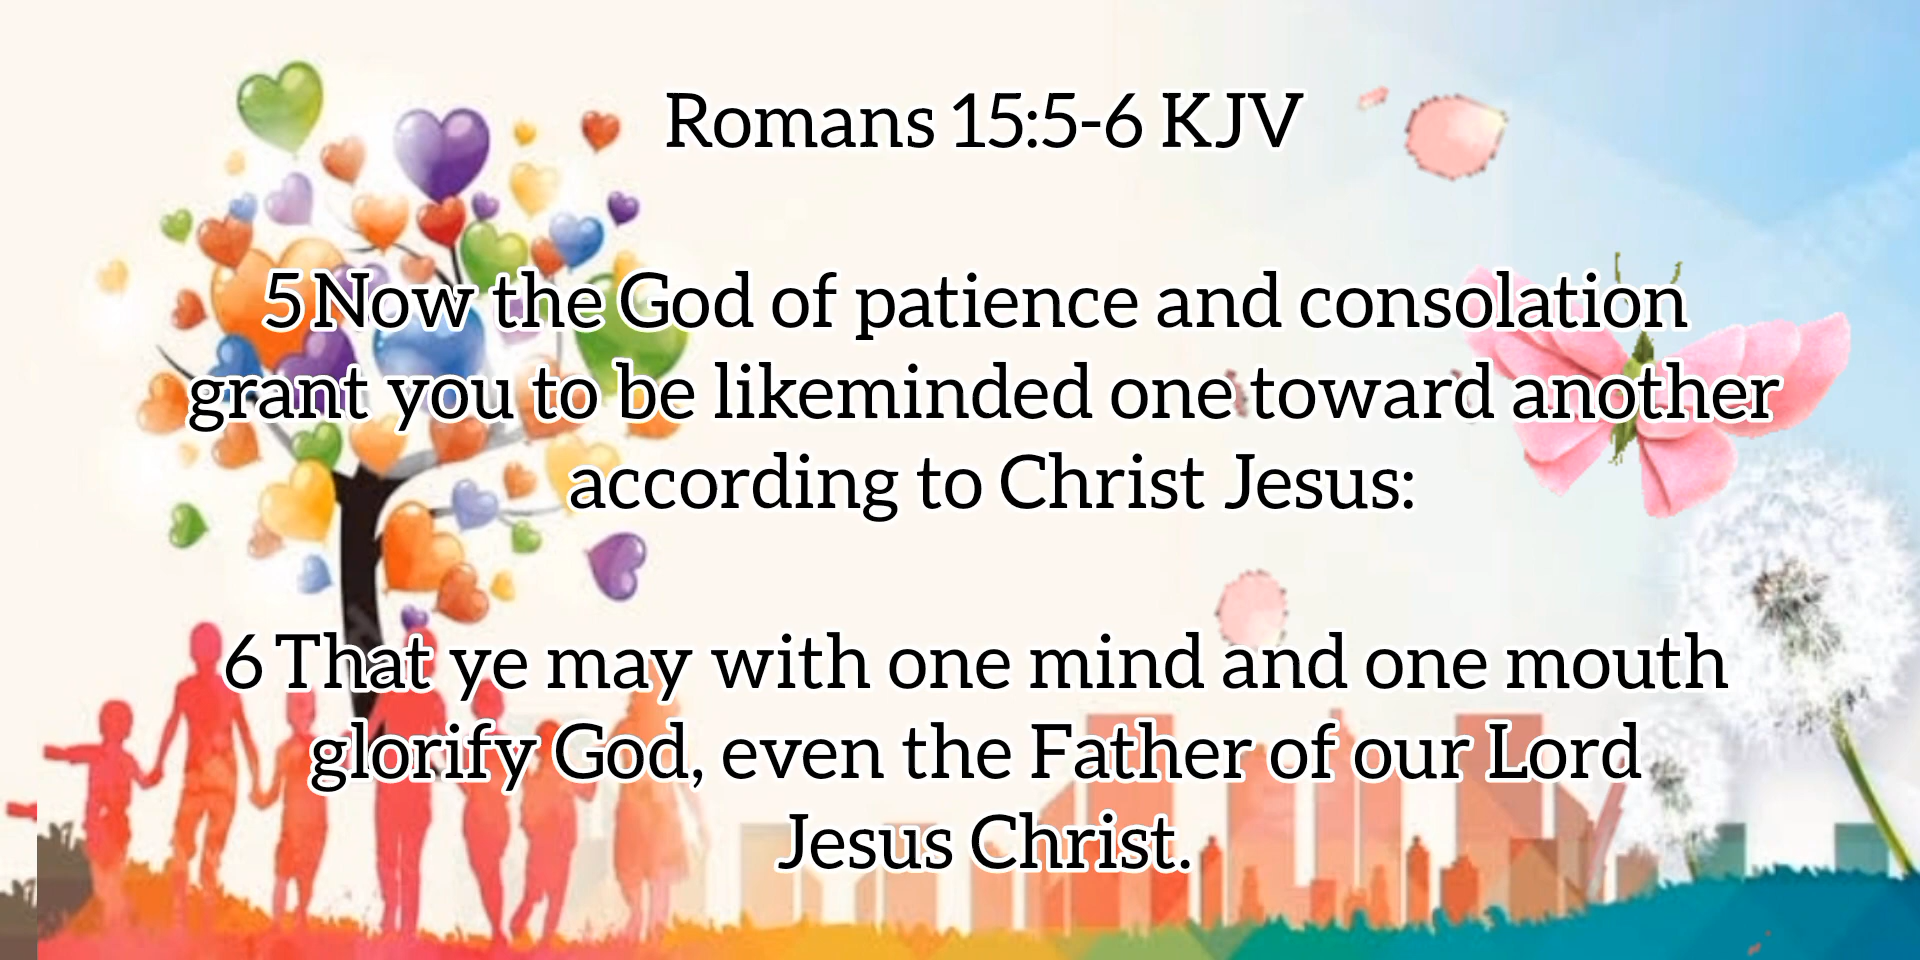 Romans 15:5-6 KJV
5 Now the God of patience and consolation
grant you to be likeminded one toward another
according to Christ Jesus:
6 That ye may with one mind and one mouth
glorify God, even the Father of our Lord
Jesus Christ.